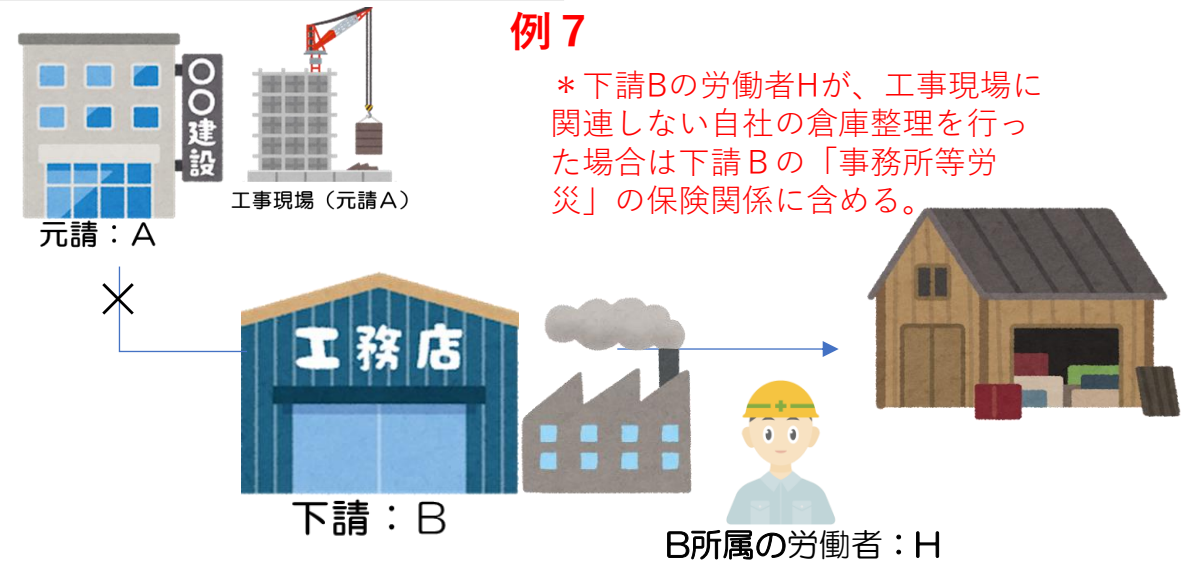 例７
〇〇建設
＊下請Bの労働者Hが、工事現場に
関連しない自社の倉庫整理を行っ
た場合は下請Ｂの「事務所等労
災」の保険関係に含める。
工事現場（元請Ａ）
元請：Ａ
工務店
下請：Ｂ
B所属の労働者：H